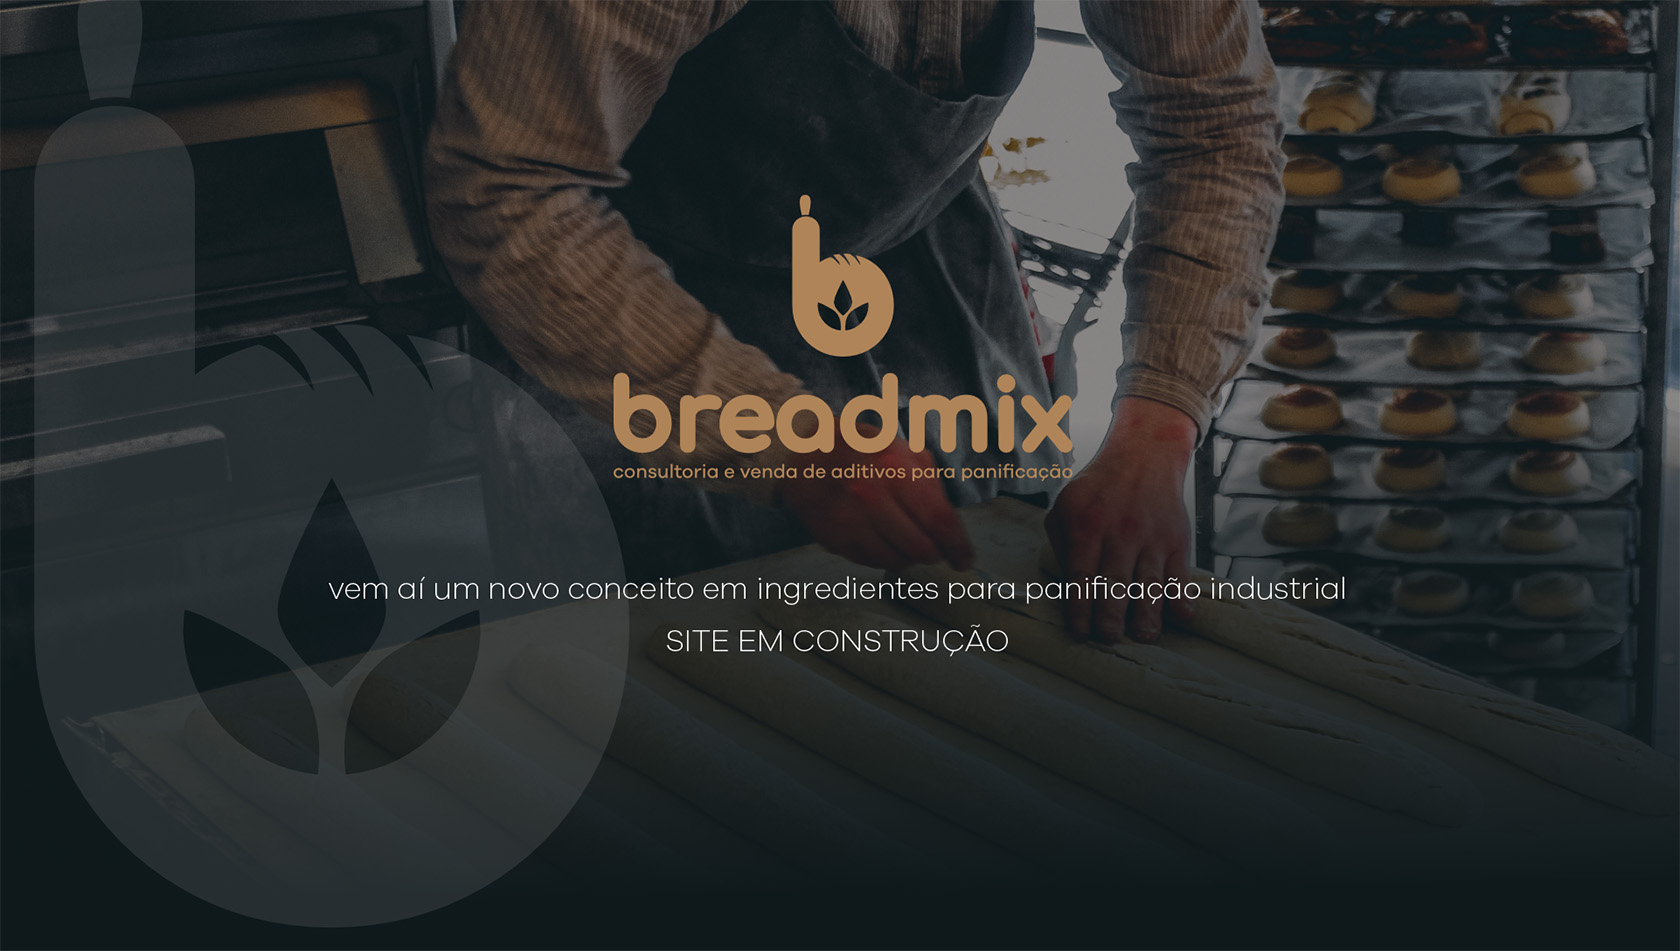 breadmix
consultoria e venda de aditivos para panificação
vem aí um novo conceito em ingredientes para panificação industrial
SITE EM CONSTRUÇÃO